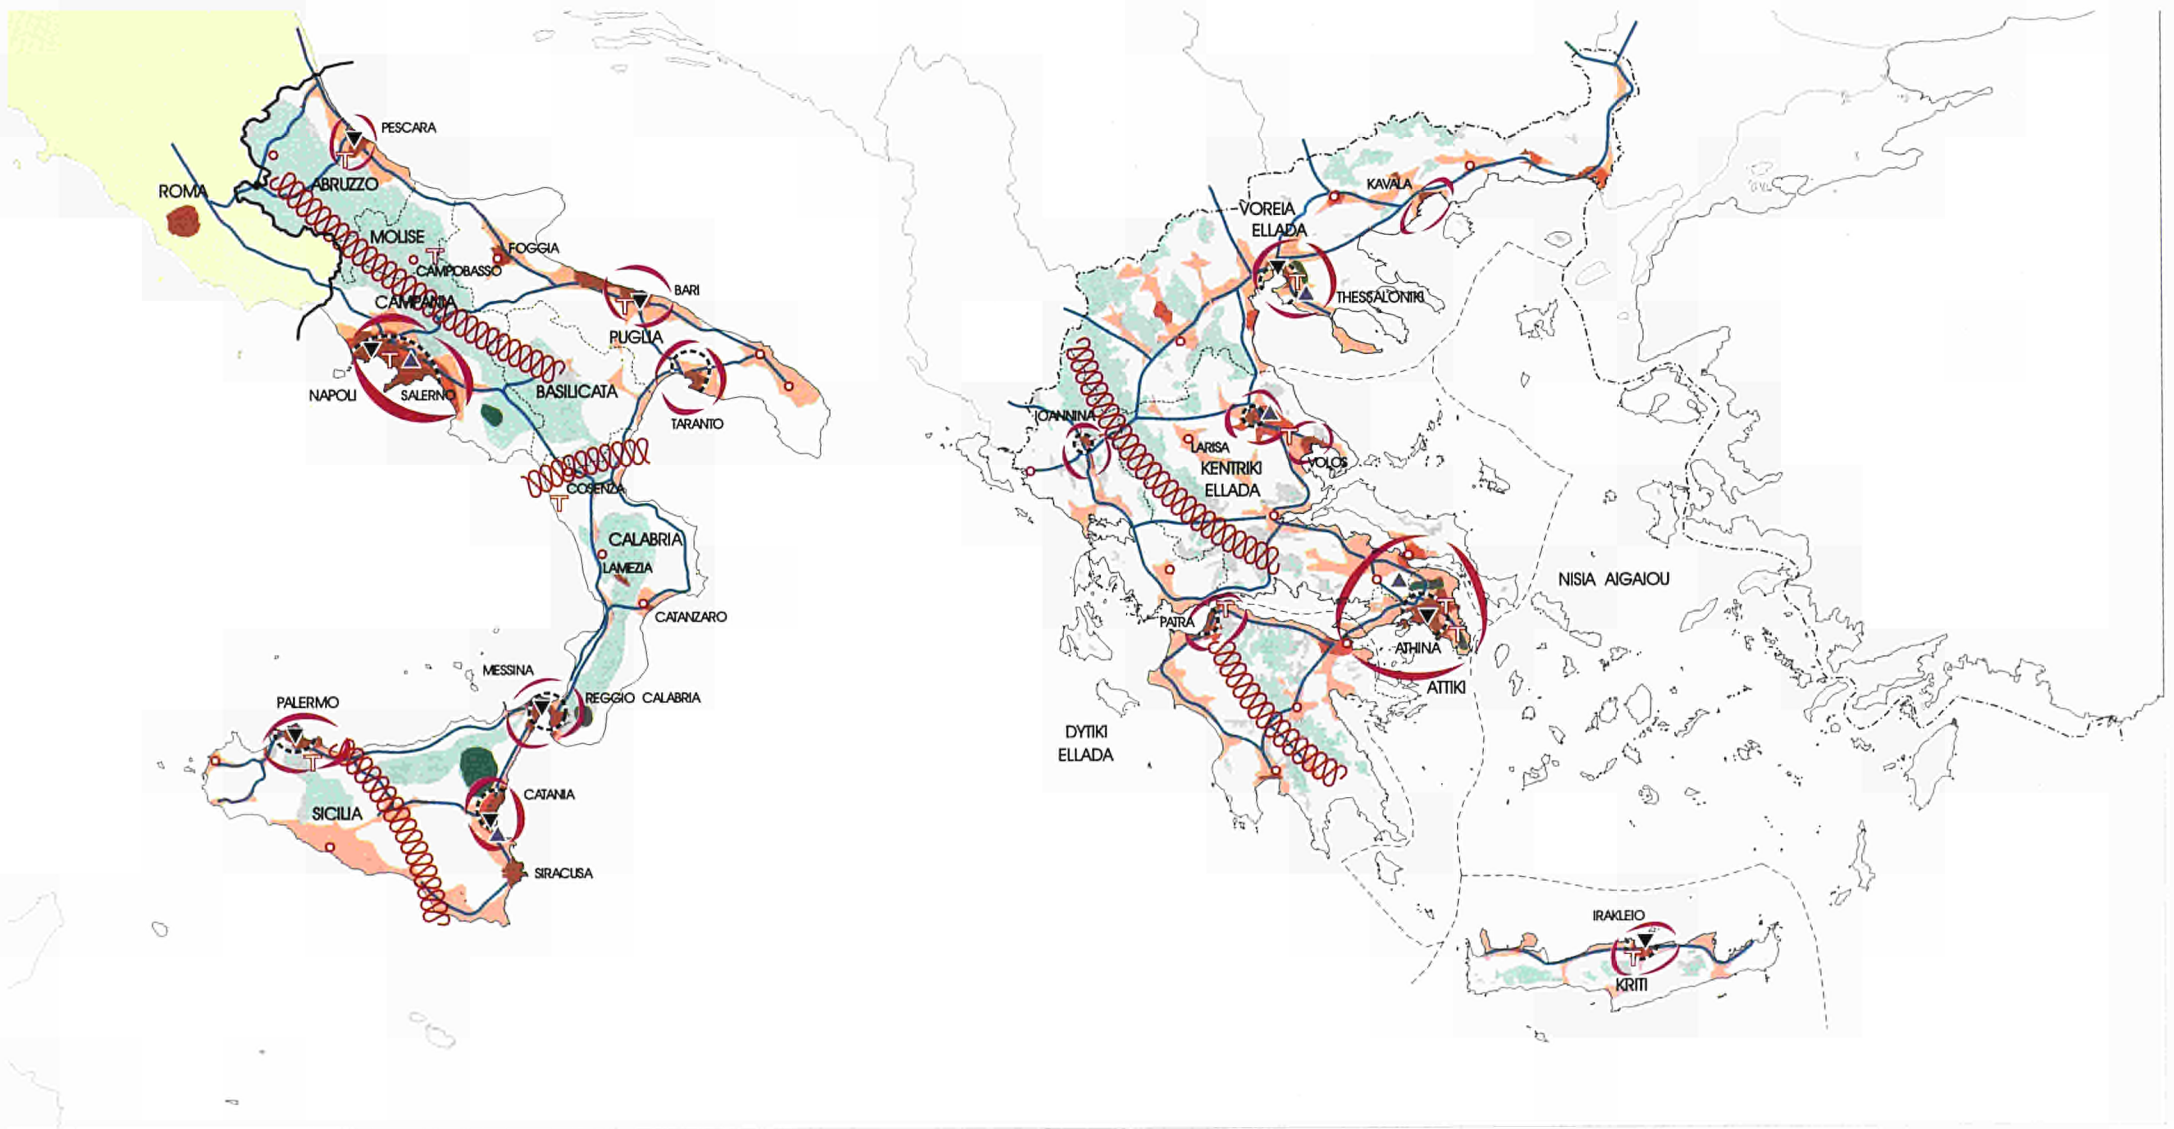 PESCARA
ROMA
ABRUZZO
MOLISE
FOGGIA
CAMPOBASSO
CAMPANIA
BARI
PUGLIA
NAPOLI
SALERNO
BASILICATA
TARANTO
COSENZA
CALABRIA
LAMEZIA
CATANZARO
MESSINA
REGGIO CALABRIA
PALERMO
CATANIA
SICILIA
SIRACUSA
KAVALA
VOREIA
ELLADA
THESSALONIKI
IOANNINA
LARISA
VOLOS
KENTRIKI
ELLADA
NISIA AIGAIOU
PATRA
ATHINA
ATTIKI
DYTIKI
ELLADA
IRAKLEIO
KRITI
T
T
T
T
T
T
T
T
T
T
T
T
T